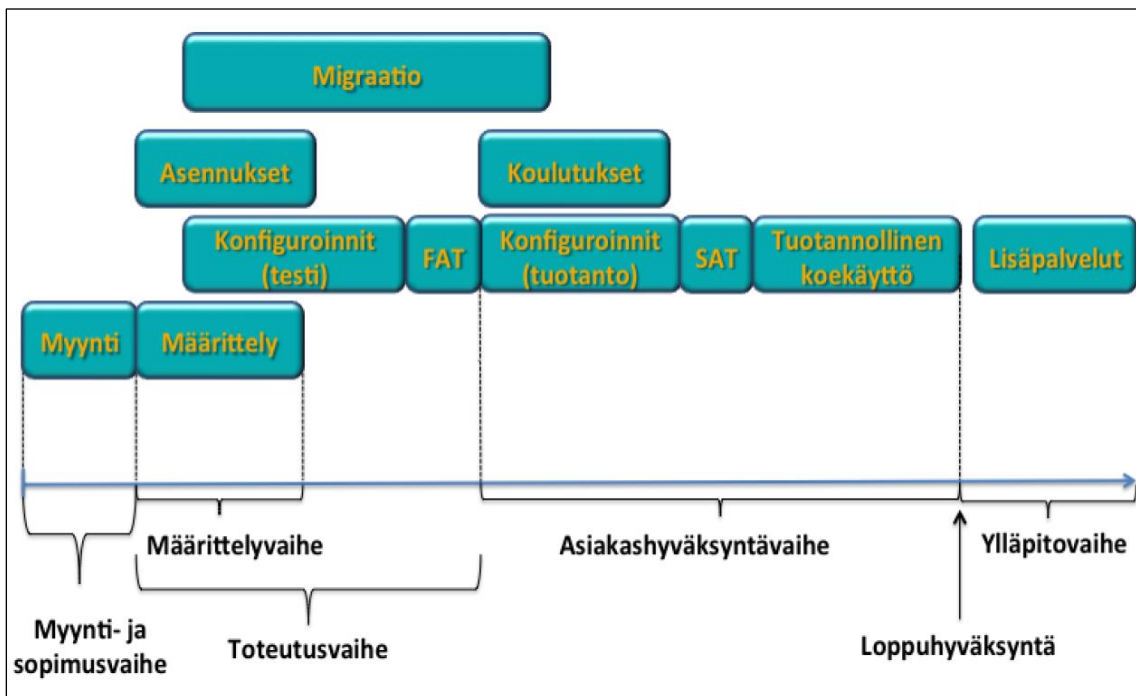 Migraatio
Asennukset
Koulutukset
Konfiguroinnit
(testi)
FAT
Konfiguroinnit
(tuotanto)
SAT
Tuotannollinen
koekäyttö
Lisäpalvelut
Myynti
Määrittely
Määrittelyvaihe
Asiakashyväksyntävaihe
Ylläpitovaihe
Myynti- ja
sopimusvaihe
Toteutusvaihe
Loppuhyväksyntä